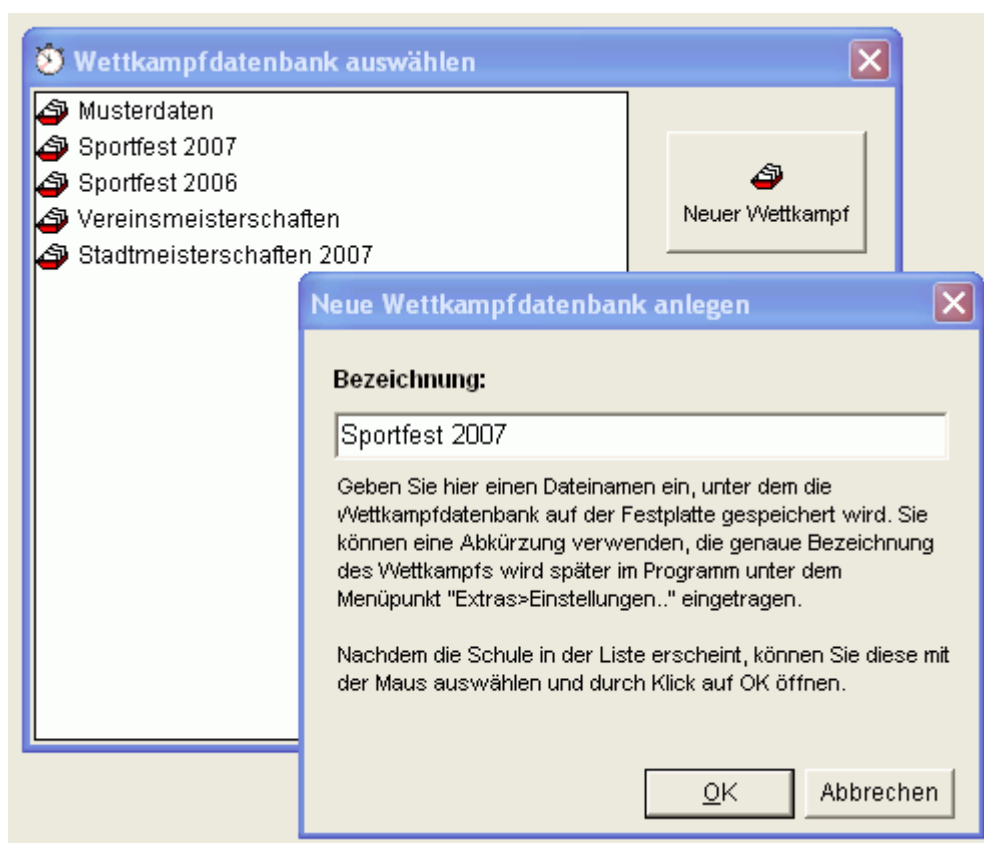 Wettkampfdatenbank auswählen
Musterdaten
Sportfest 2007
Sportfest 2006
Vereinsmeisterschaften
Stadtmeisterschaften 2007
Neuer Wettkampf
Neue Wettkampfdatenbank anlegen
Bezeichnung:
Sportfest 2007
Geben Sie hier einen Dateinamen ein, unter dem die
Wettkampfdatenbank auf der Festplatte gespeichert wird. Sie
können eine Abkürzung verwenden, die genaue Bezeichnung
des Wettkampfs wird später im Programm unter dem
Menüpunkt "Extras>Einstellungen.." eingetragen.
Nachdem die Schule in der Liste erscheint, können Sie diese mit
der Maus auswählen und durch Klick auf OK öffnen.
OK
Abbrechen